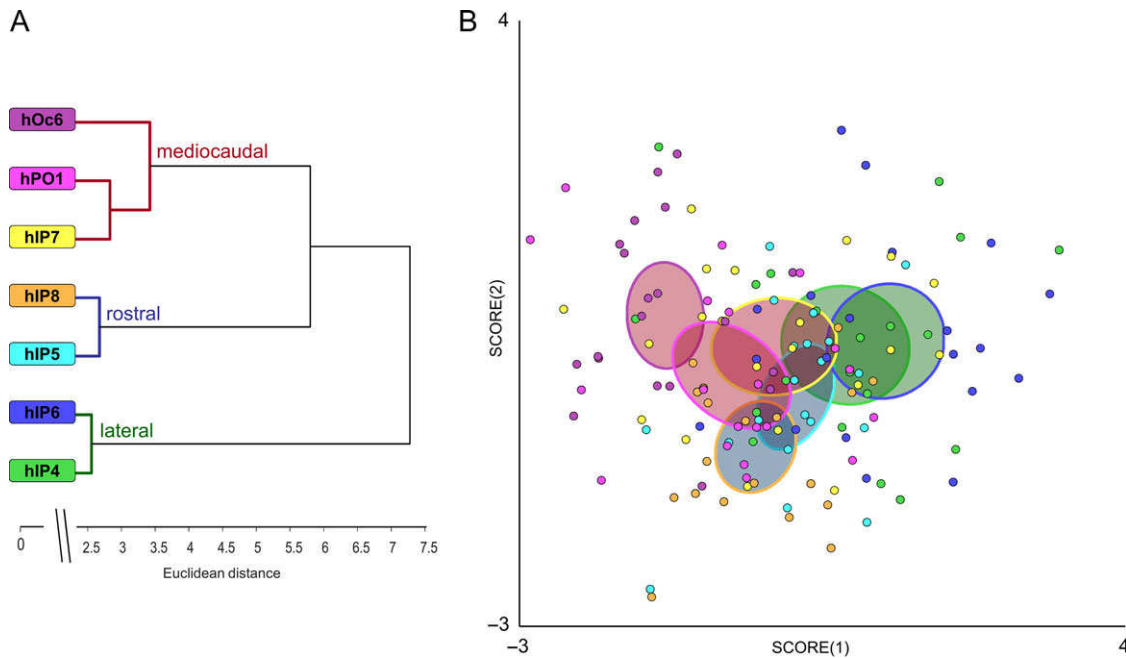 A
hOc6
mediocaudal
hPO1
hIP7
hIP8
rostral
hIP5
hIP6
lateral
hIP4
0 2.5 3 3.5 4 4.5 5 5.5 6 6.5 7 7.5
Euclidean distance
B
4
SCORE(2)
–3
–3 SCORE(1) 4